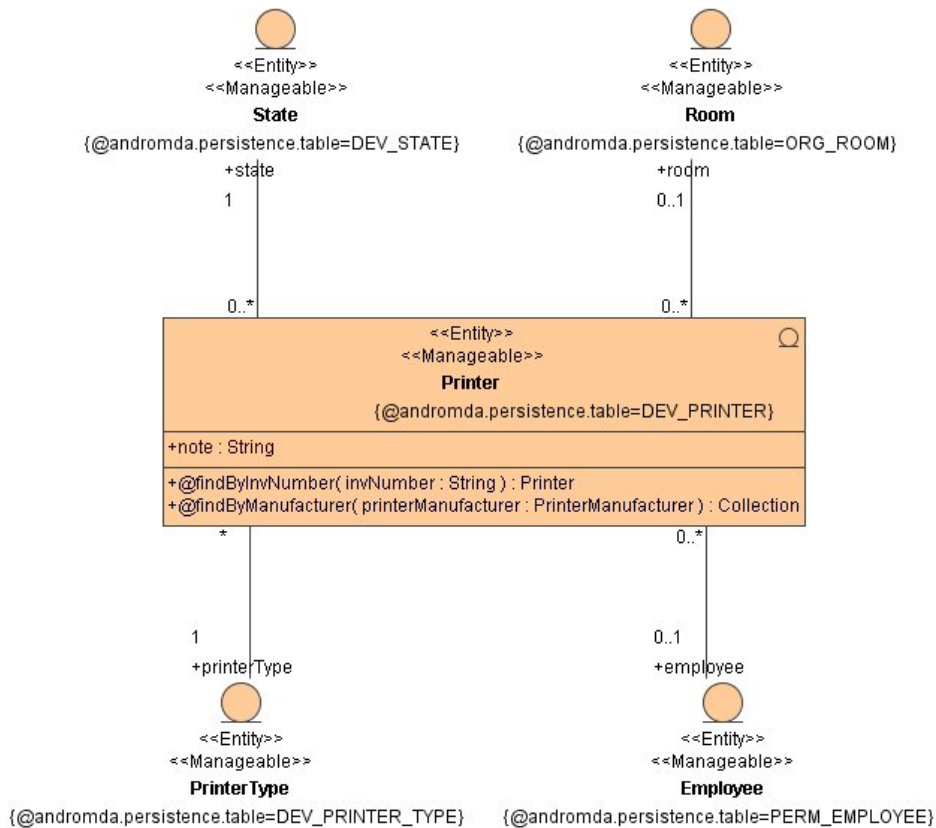 <<Entity>>
<<Manageable>>
State
{@andromda.persistence.table=DEV_STATE}
+state
1
0..*
<<Entity>>
<<Manageable>>
Room
{@andromda.persistence.table=ORG_ROOM}
+room
0..1
0..*
<<Entity>>
<<Manageable>>
Printer
{@andromda.persistence.table=DEV_PRINTER}
+note : String
+@findByInvNumber( invNumber : String ) : Printer
+@findByManufacturer( printerManufacturer : PrinterManufacturer ) : Collection
*
1
+printerType
<<Entity>>
<<Manageable>>
PrinterType
{@andromda.persistence.table=DEV_PRINTER_TYPE}
0..*
0..1
+employee
<<Entity>>
<<Manageable>>
Employee
{@andromda.persistence.table=PERM_EMPLOYEE}